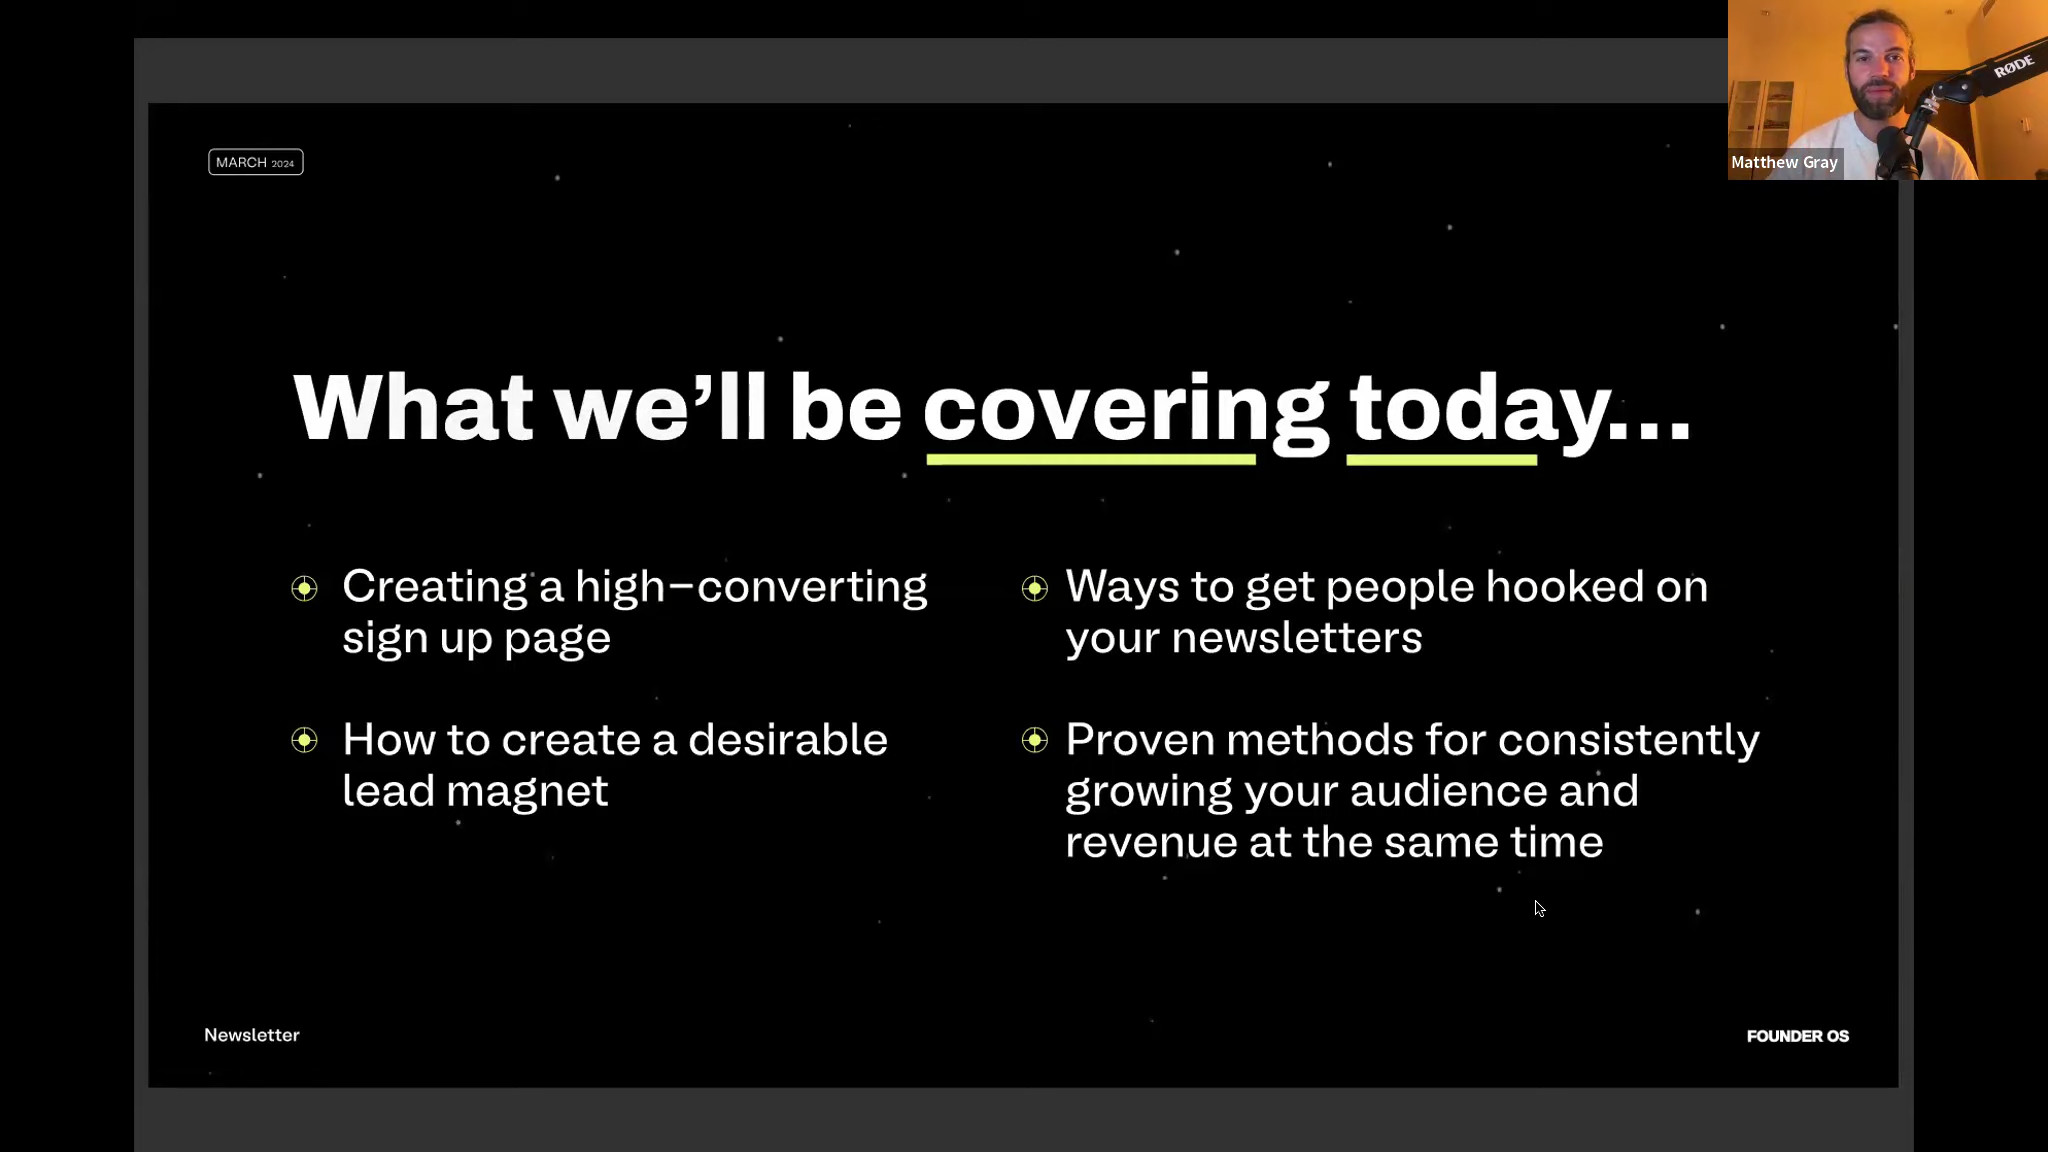 RØDE
Matthew Gray
MARCH 2024
What we’ll be covering today...
Creating a high–converting
sign up page
How to create a desirable
lead magnet
Ways to get people hooked on
your newsletters
Proven methods for consistently
growing your audience and
revenue at the same time
Newsletter
FOUNDER OS